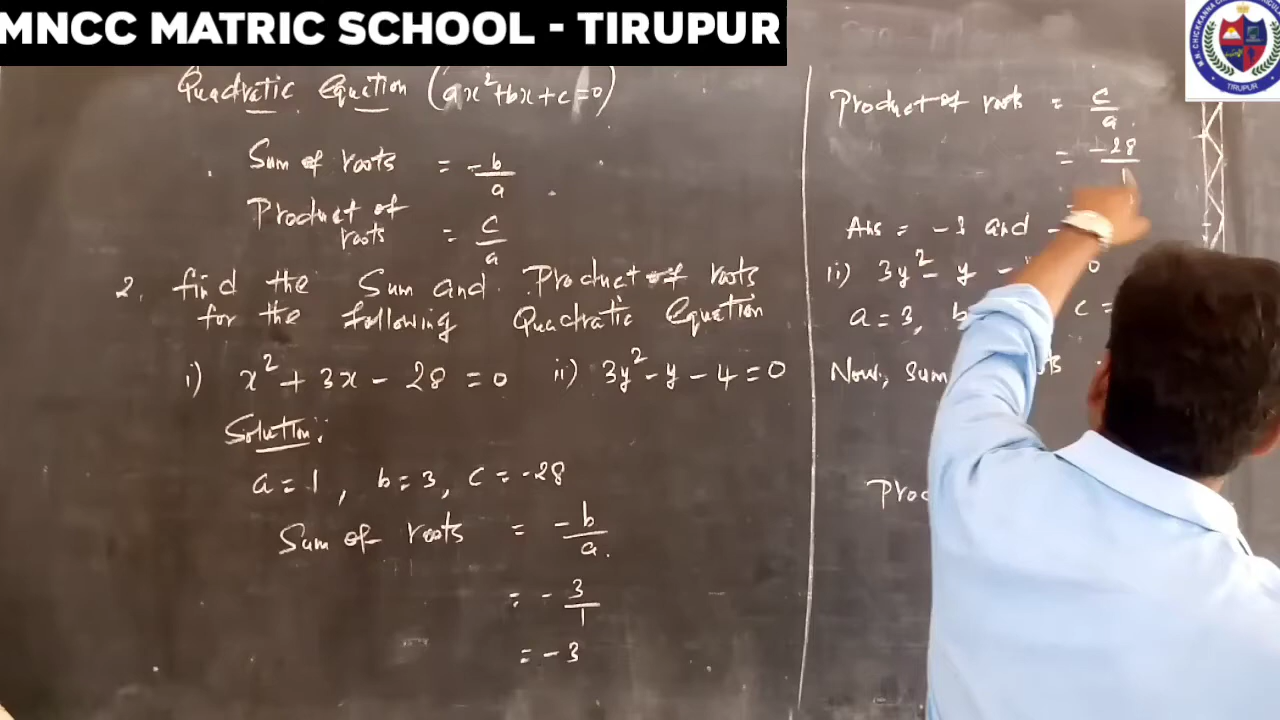 MNCC MATRIC SCHOOL - TIRUPUR
Quadratic Equation (ax²+bx+c=0)
Sum of roots = -b/a
Product of roots = c/a
2. find the Sum and Product of roots
for the following Quadratic Equation
i) x² + 3x - 28 = 0 ii) 3y² - y - 4 = 0
Solution:
a = 1, b = 3, c = -28
Sum of roots = -b/a.
= -3/1
= -3
Product of roots = c/a.
= -28/1
Ans = -3 and -
ii) 3y² - y - 0
a = 3, b c =
Now, Sum
TIRUPUR